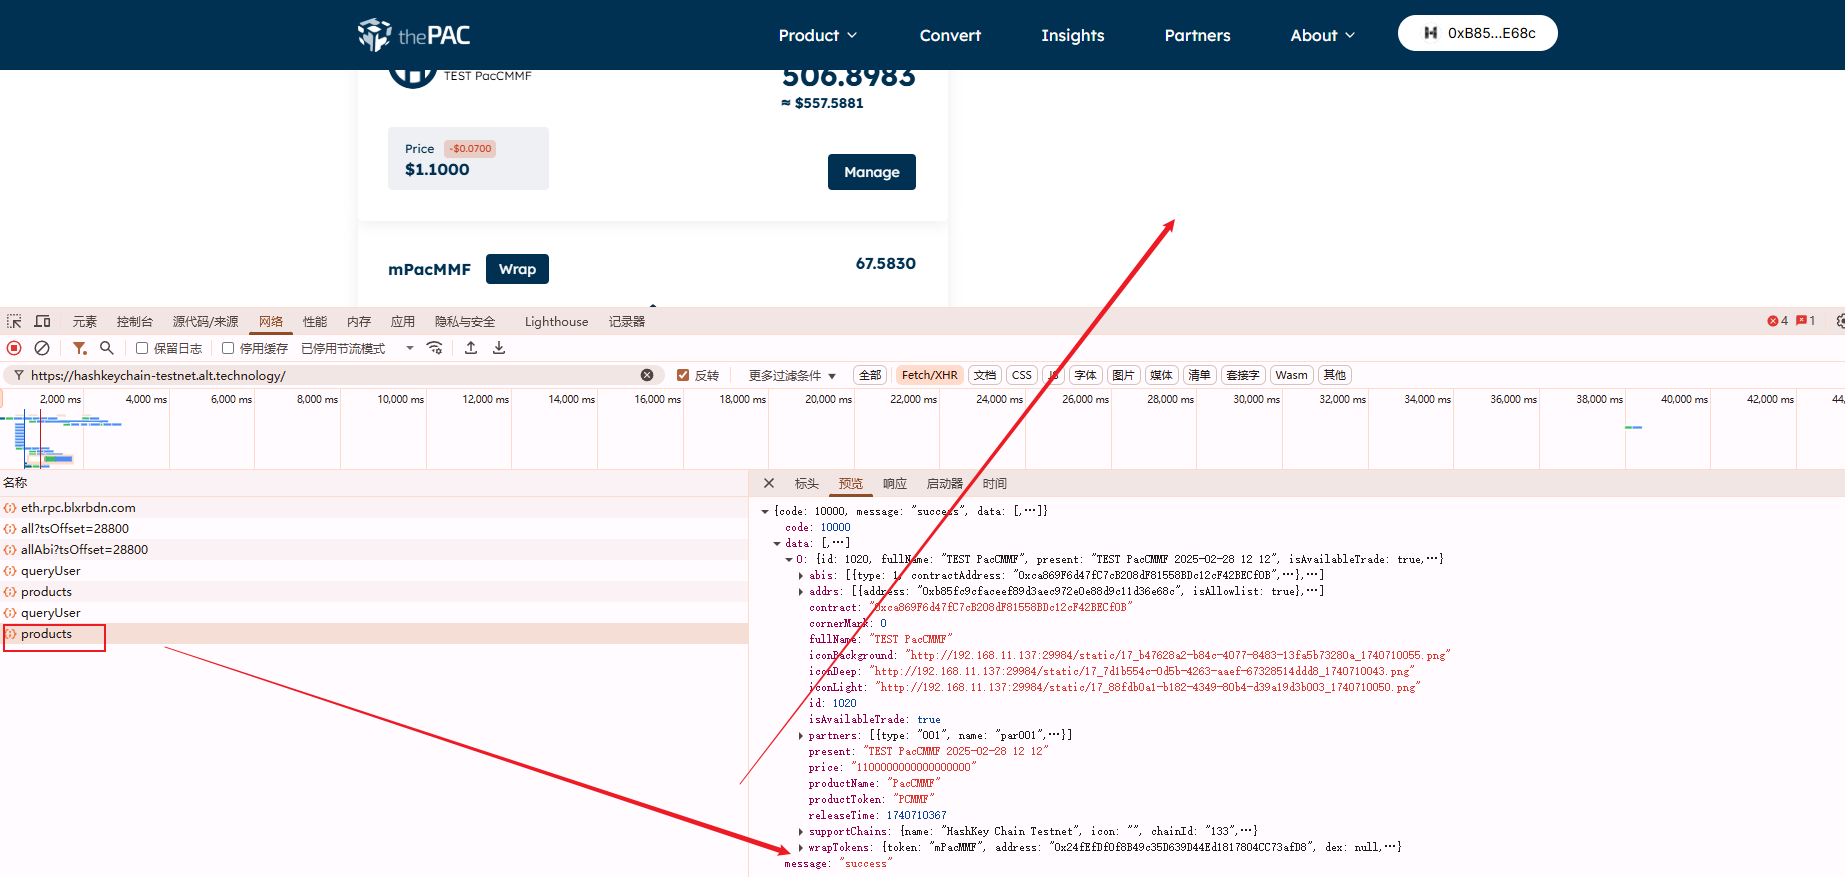 thePAC
Product
Convert
Insights
Partners
About
0xB85...E68c
TEST PacCMMF
506.8983
≈ $557.5881
Price -$0.0700
$1.1000
Manage
mPacMMF Wrap 67.5830
元素 控制台 源代码/来源 网络 性能 内存 应用 隐私与安全 Lighthouse 记录器 4 1
保留日志 停用缓存 已停用节流模式
https://hashkeychain-testnet.alt.technology/ 反转 更多过滤条件 全部 Fetch/XHR 文档 CSS JS 字体 图片 媒体 清单 套接字 Wasm 其他
2,000 ms 4,000 ms 6,000 ms 8,000 ms 10,000 ms 12,000 ms 14,000 ms 16,000 ms 18,000 ms 20,000 ms 22,000 ms 24,000 ms 26,000 ms 28,000 ms 30,000 ms 32,000 ms 34,000 ms 36,000 ms 38,000 ms 40,000 ms 42,000 ms 44,
名称
eth.rpc.blxrbdn.com
all?tsOffset=28800
allAbi?tsOffset=28800
queryUser
products
queryUser
products
标头 预览 响应 启动器 时间
{code: 10000, message: "success", data: [,…]}
code: 10000
data: [,…]
0: {id: 1020, fullName: "TEST PacCMMF", present: "TEST PacCMMF 2025-02-28 12 12", isAvailableTrade: true,…}
abis: [{type: 1, contractAddress: "0xca869F6d47fC7cB208dF81558BDc12cF42BECf0B",…},…]
addrs: [{address: "0xb85fc9cfaceef89d3aec972e0e88d9c11d36e68c", isAllowlist: true},…]
contract: "0xca869F6d47fC7cB208dF81558BDc12cF42BECf0B"
cornerMark: 0
fullName: "TEST PacCMMF"
iconBackground: "http://192.168.11.137:29984/static/17_b47628a2-b84c-4077-8483-13fa5b73280a_1740710055.png"
iconDeep: "http://192.168.11.137:29984/static/17_7d1b554c-0d5b-4263-aaef-67328514ddd8_1740710043.png"
iconLight: "http://192.168.11.137:29984/static/17_88fdb0a1-b182-4349-80b4-d39a19d3b003_1740710050.png"
id: 1020
isAvailableTrade: true
partners: [{type: "001", name: "par001",…}]
present: "TEST PacCMMF 2025-02-28 12 12"
price: "1100000000000000000"
productName: "PacCMMF"
productToken: "PCMMF"
releaseTime: 1740710367
supportChains: {name: "HashKey Chain Testnet", icon: "", chainId: "133",…}
wrapTokens: {token: "mPacMMF", address: "0x24fEfDf0f8B49c35D639D44Ed1817804CC73afD8", dex: null,…}
message: "success"